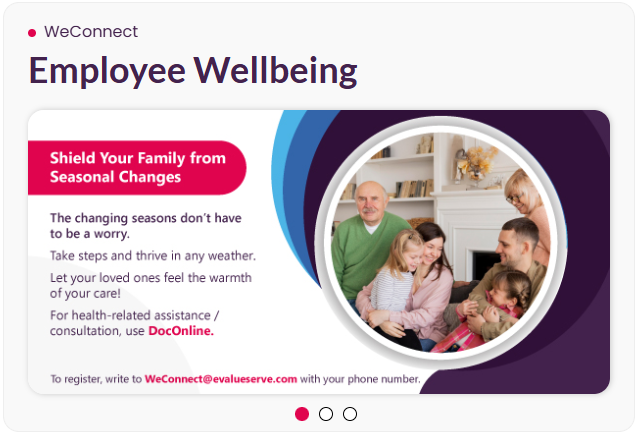 WeConnect
Employee Wellbeing
Shield Your Family from
Seasonal Changes
The changing seasons don't have
to be a worry.
Take steps and thrive in any weather.
Let your loved ones feel the warmth
of your care!
For health-related assistance /
consultation, use DocOnline.
To register, write to WeConnect@evalueserve.com with your phone number.